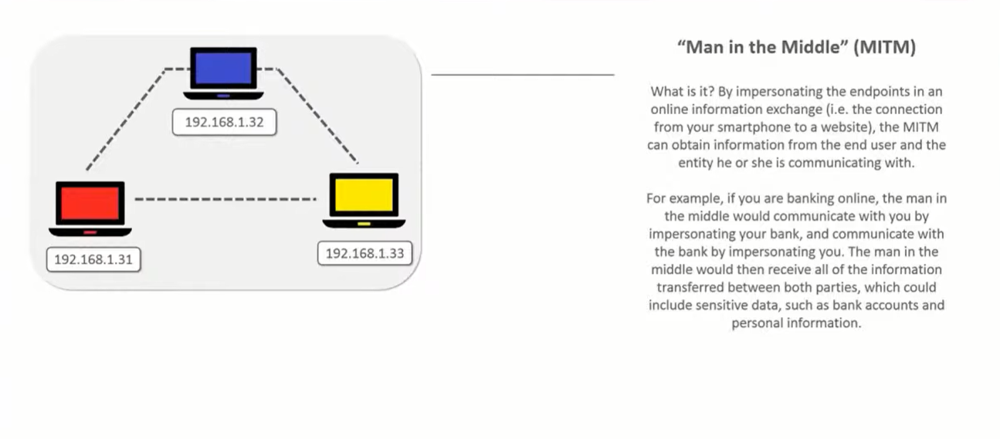 192.168.1.32
192.168.1.31
192.168.1.33
“Man in the Middle” (MITM)
What is it? By impersonating the endpoints in an
online information exchange (i.e. the connection
from your smartphone to a website), the MITM
can obtain information from the end user and the
entity he or she is communicating with.
For example, if you are banking online, the man in
the middle would communicate with you by
impersonating your bank, and communicate with
the bank by impersonating you. The man in the
middle would then receive all of the information
transferred between both parties, which could
include sensitive data, such as bank accounts and
personal information.